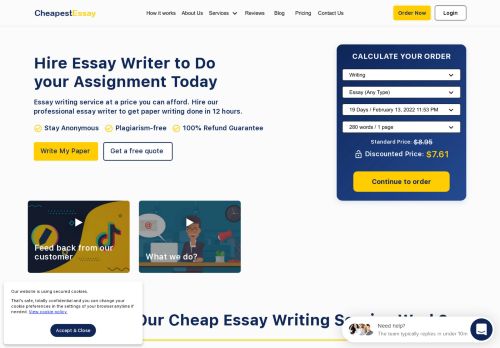 CheapestEssay
How it works About Us Services Reviews Blog Pricing Contact Us
Order Now Login
Hire Essay Writer to Do
your Assignment Today
Essay writing service at a price you can afford. Hire our
professional essay writer to get paper writing done in 12 hours.
Stay Anonymous Plagiarism-free 100% Refund Guarantee
Write My Paper Get a free quote
CALCULATE YOUR ORDER
Writing
Essay (Any Type)
19 Days / February 13, 2022 11:53 PM
280 words / 1 page
Standard Price: $8.95
Discounted Price: $7.61
Continue to order
Feed back from our
customer
What we do?
Our website is using secured cookies.
That's safe, totally confidential and you can change your
cookie preferences in the settings of your browser anytime if
needed. View cookie policy
Accept & Close
Our Cheap Essay Writing Service
Need help?
The team typically replies in under 10m